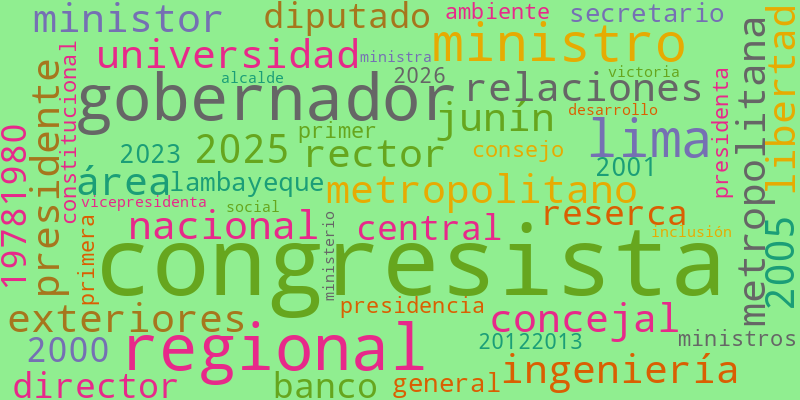 ministor
diputado
ambiente
secretario
libertad
universidad
ministra
ministro
alcalde
2026
victoria
gobernador
relaciones
presidenta
metropolitana
constitucional
presidente
junín
desarrollo
primer
lima
19781980
2023
2025
rector
consejo
2001
área
lambayeque
metropolitano
vicepresidenta
social
primera
nacional
ministerio
central
reserca
inclusión
congresista
2005
exteriores
presidencia
concejal
2000
regional
20122013
ministros
director
banco
general
ingeniería